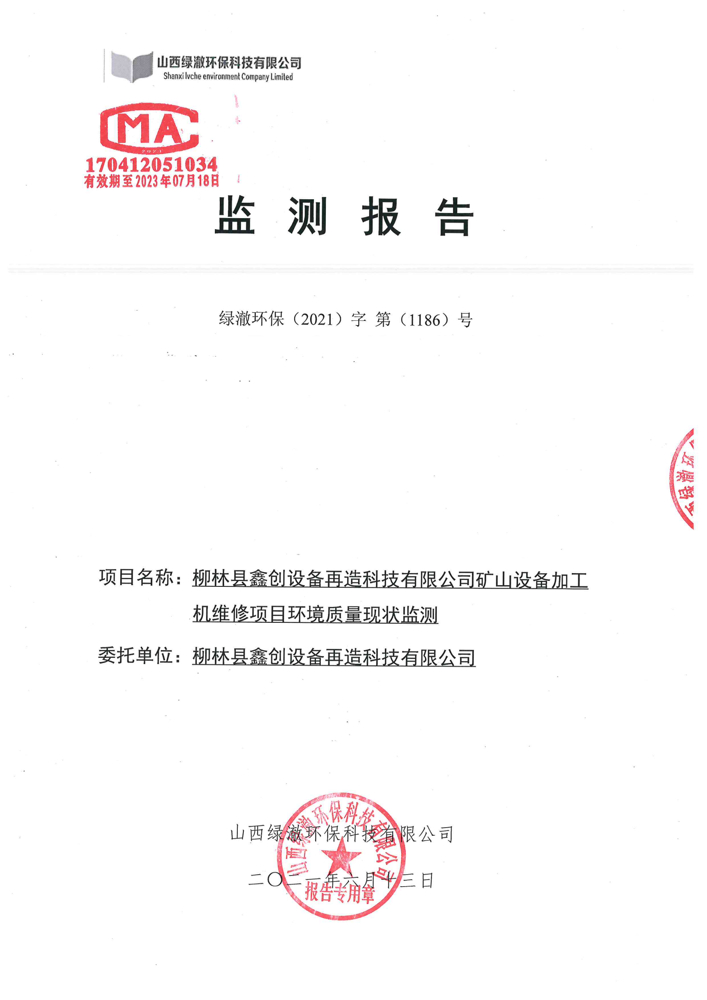 山西绿澈环保科技有限公司
Shanxi lvche environment Company Limited
MA
170412051034
有效期至2023年07月18日
监测报告
绿澈环保（2021）字 第（1186）号
环澈绿
项目名称：柳林县鑫创设备再造科技有限公司矿山设备加工
机维修项目环境质量现状监测
委托单位：柳林县鑫创设备再造科技有限公司
山西绿澈环保科技有限公司
二〇二一年六月十三日
山西绿澈环保科技有限公司
报告专用章